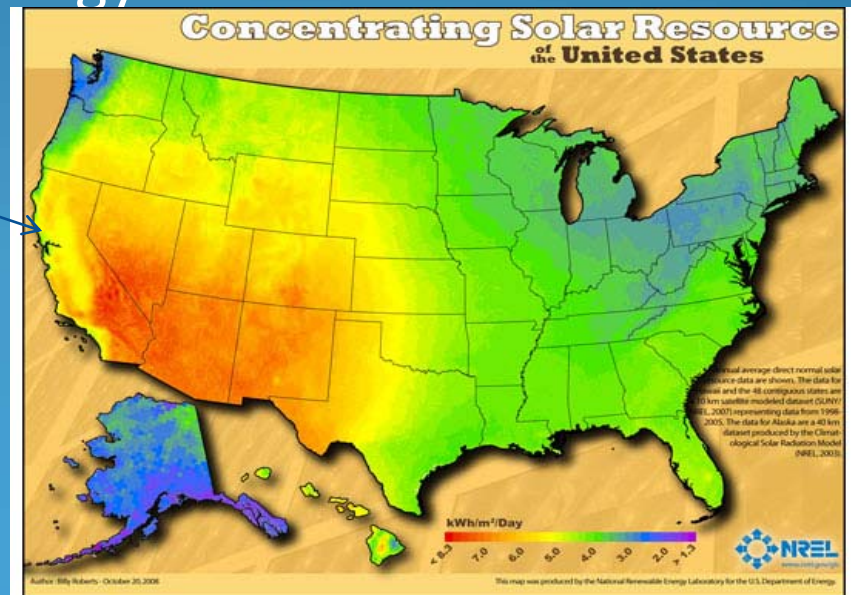 Concentrating Solar Resource
of the United States
annual average direct normal solar
resource data are shown. The data for
Hawaii and the 48 contiguous states are
a 10 km satellite modeled dataset (SUNY/
NREL, 2007) representing data from 1998-
2005. The data for Alaska are a 40 km
dataset produced by the Climat-
ological Solar Radiation Model
(NREL, 2003).
kWh/m²/Day
< 8.3 7.0 6.0 5.0 4.0 3.0 2.0 > 1.3
NREL
Author : Billy Roberts - October 20, 2008
This map was produced by the National Renewable Energy Laboratory for the U.S. Department of Energy.